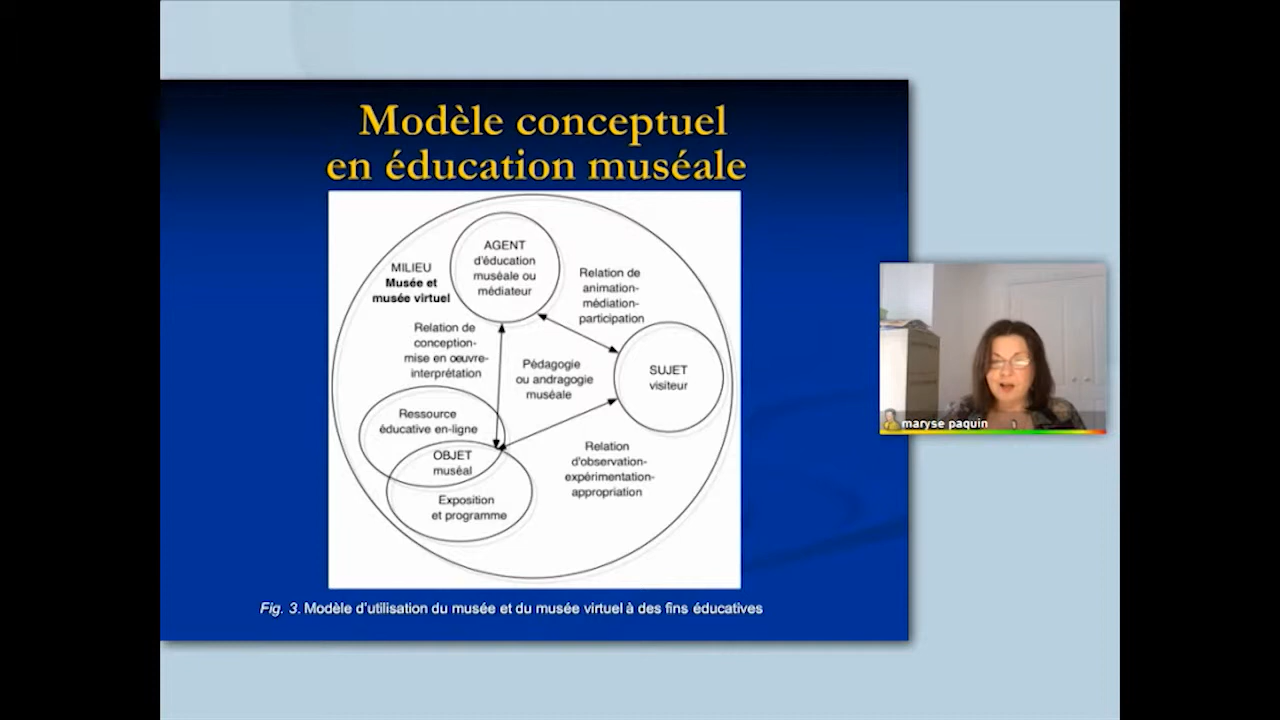 Modèle conceptuel
en éducation muséale
AGENT
d'éducation
muséale ou
médiateur
MILIEU
Musée et
musée virtuel
Relation de
animation-
médiation-
participation
Relation de
conception-
mise en œuvre-
interprétation
Pédagogie
ou andragogie
muséale
SUJET
visiteur
Ressource
éducative en-ligne
OBJET
muséal
Exposition
et programme
Relation
d'observation-
expérimentation-
appropriation
Fig. 3. Modèle d'utilisation du musée et du musée virtuel à des fins éducatives
maryse paquin